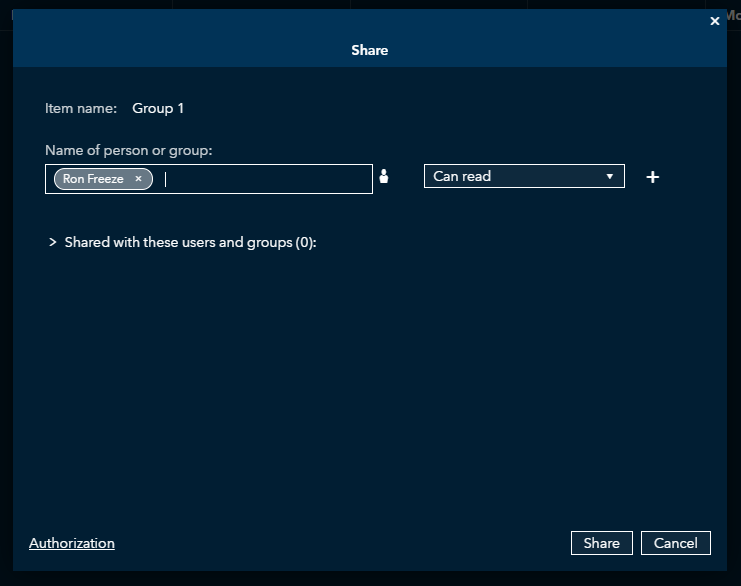 Share
Item name: Group 1
Name of person or group:
Ron Freeze ×
Can read
+
> Shared with these users and groups (0):
Authorization
Share
Cancel